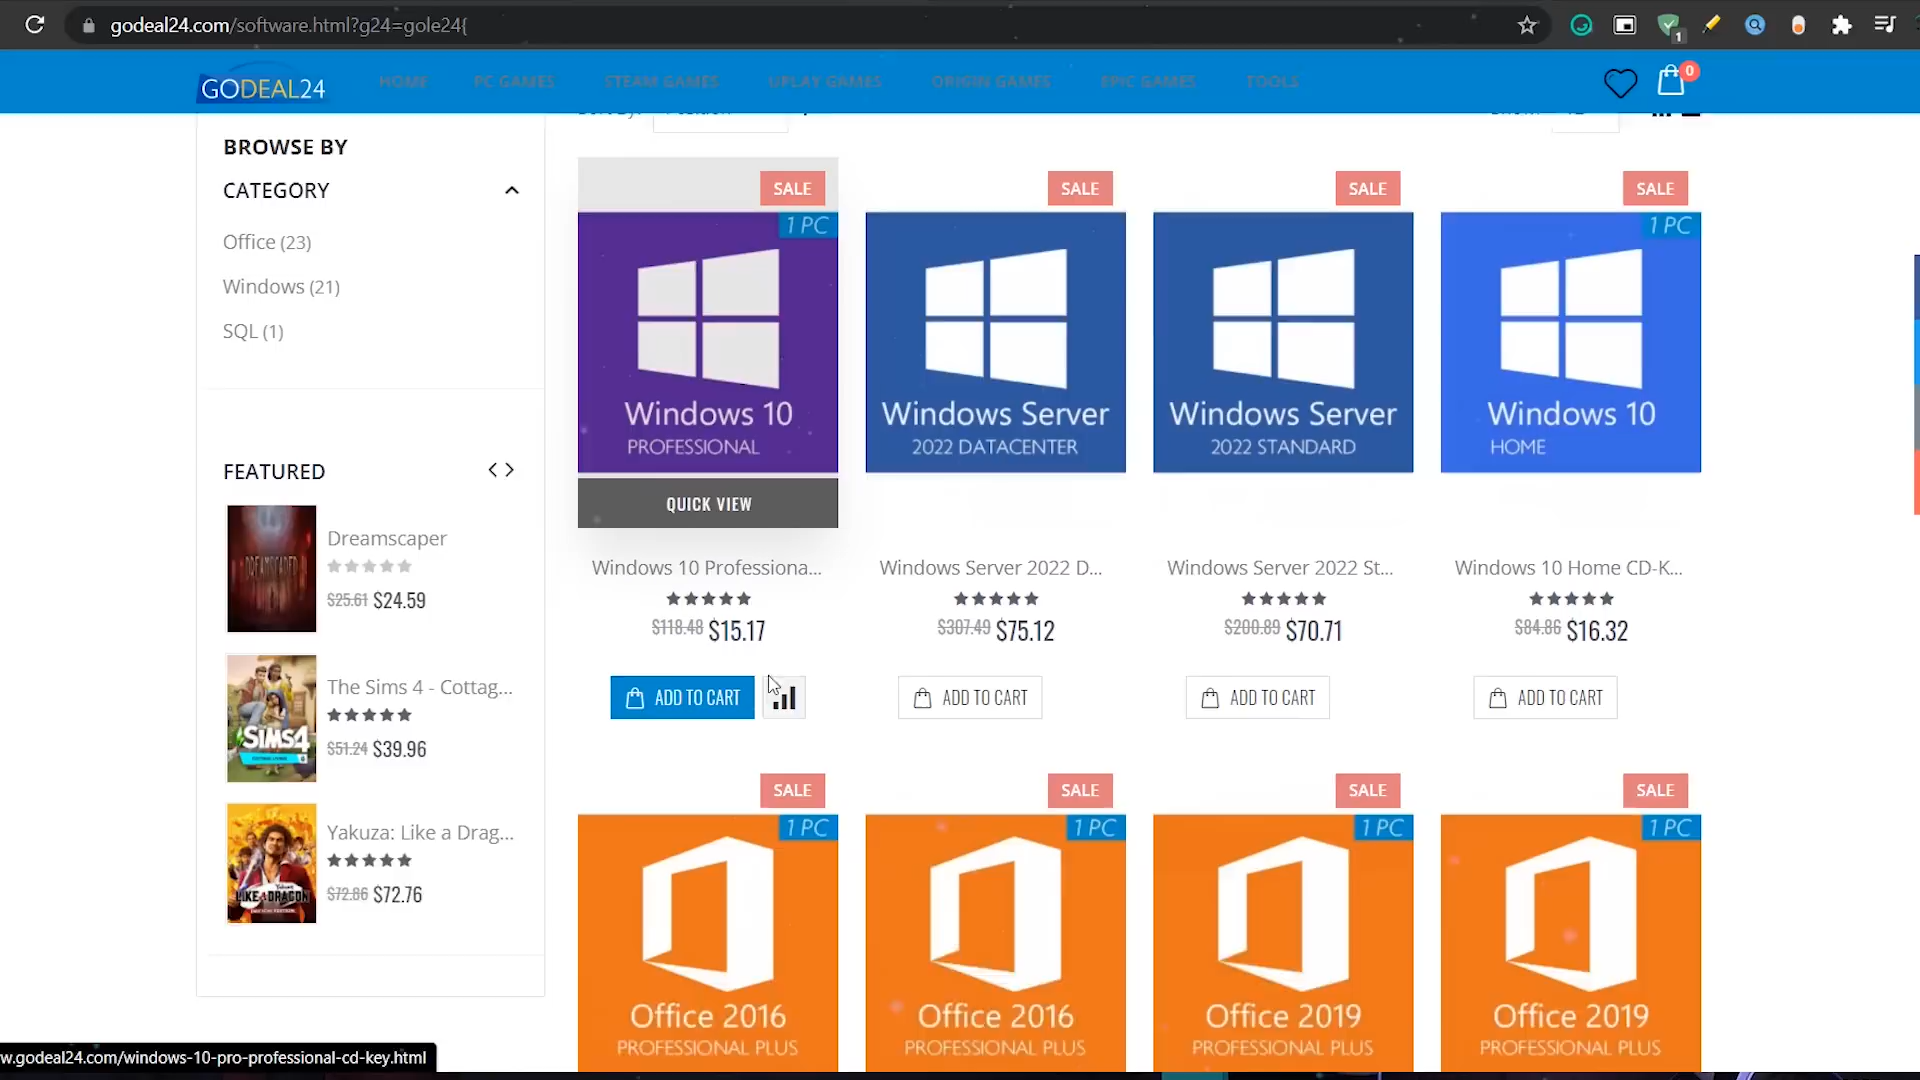 godeal24.com/software.html?g24=gole24{
1
GODEAL24
HOME
PC GAMES
STEAM GAMES
UPLAY GAMES
ORIGIN GAMES
EPIC GAMES
TOOLS
0
BROWSE BY
CATEGORY
Office (23)
Windows (21)
SQL (1)
FEATURED
Dreamscaper
$25.61 $24.59
The Sims 4 - Cottag...
$51.24 $39.96
Yakuza: Like a Drag...
$72.86 $72.76
SALE
1 PC
Windows 10
PROFESSIONAL
QUICK VIEW
Windows 10 Professiona...
$118.48 $15.17
ADD TO CART
SALE
Windows Server
2022 DATACENTER
Windows Server 2022 D...
$307.49 $75.12
ADD TO CART
SALE
Windows Server
2022 STANDARD
Windows Server 2022 St...
$200.89 $70.71
ADD TO CART
SALE
1 PC
Windows 10
HOME
Windows 10 Home CD-K...
$84.86 $16.32
ADD TO CART
SALE
1 PC
Office 2016
PROFESSIONAL PLUS
SALE
1 PC
Office 2016
PROFESSIONAL PLUS
SALE
1 PC
Office 2019
PROFESSIONAL PLUS
SALE
1 PC
Office 2019
PROFESSIONAL PLUS
w.godeal24.com/windows-10-pro-professional-cd-key.html